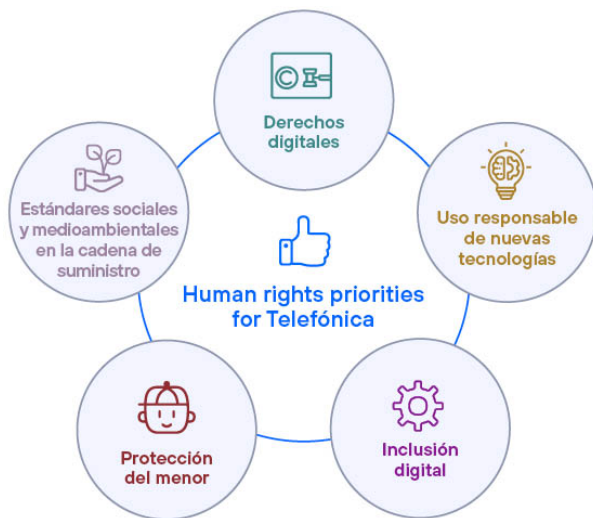 Derechos
digitales
Uso responsable
de nuevas
tecnologías
Inclusión
digital
Protección
del menor
Estándares sociales
y medioambientales
en la cadena de
suministro
Human rights priorities
for Telefónica